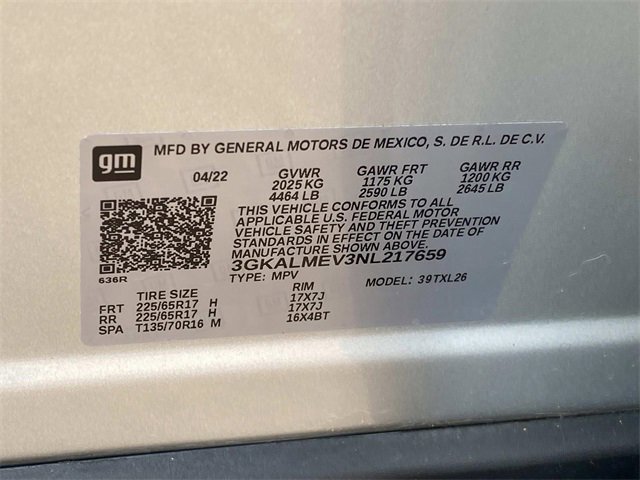 gm
MFD BY GENERAL MOTORS DE MEXICO, S. DE R.L. DE C.V.
04/22 GVWR GAWR FRT GAWR RR
2025 KG 1175 KG 1200 KG
4464 LB 2590 LB 2645 LB
THIS VEHICLE CONFORMS TO ALL
APPLICABLE U.S. FEDERAL MOTOR
VEHICLE SAFETY AND THEFT PREVENTION
STANDARDS IN EFFECT ON THE DATE OF
MANUFACTURE SHOWN ABOVE.
3GKALMEV3NL217659
636R
TYPE: MPV MODEL: 39TXL26
TIRE SIZE RIM
FRT 225/65R17 H 17X7J
RR 225/65R17 H 17X7J
SPA T135/70R16 M 16X4BT